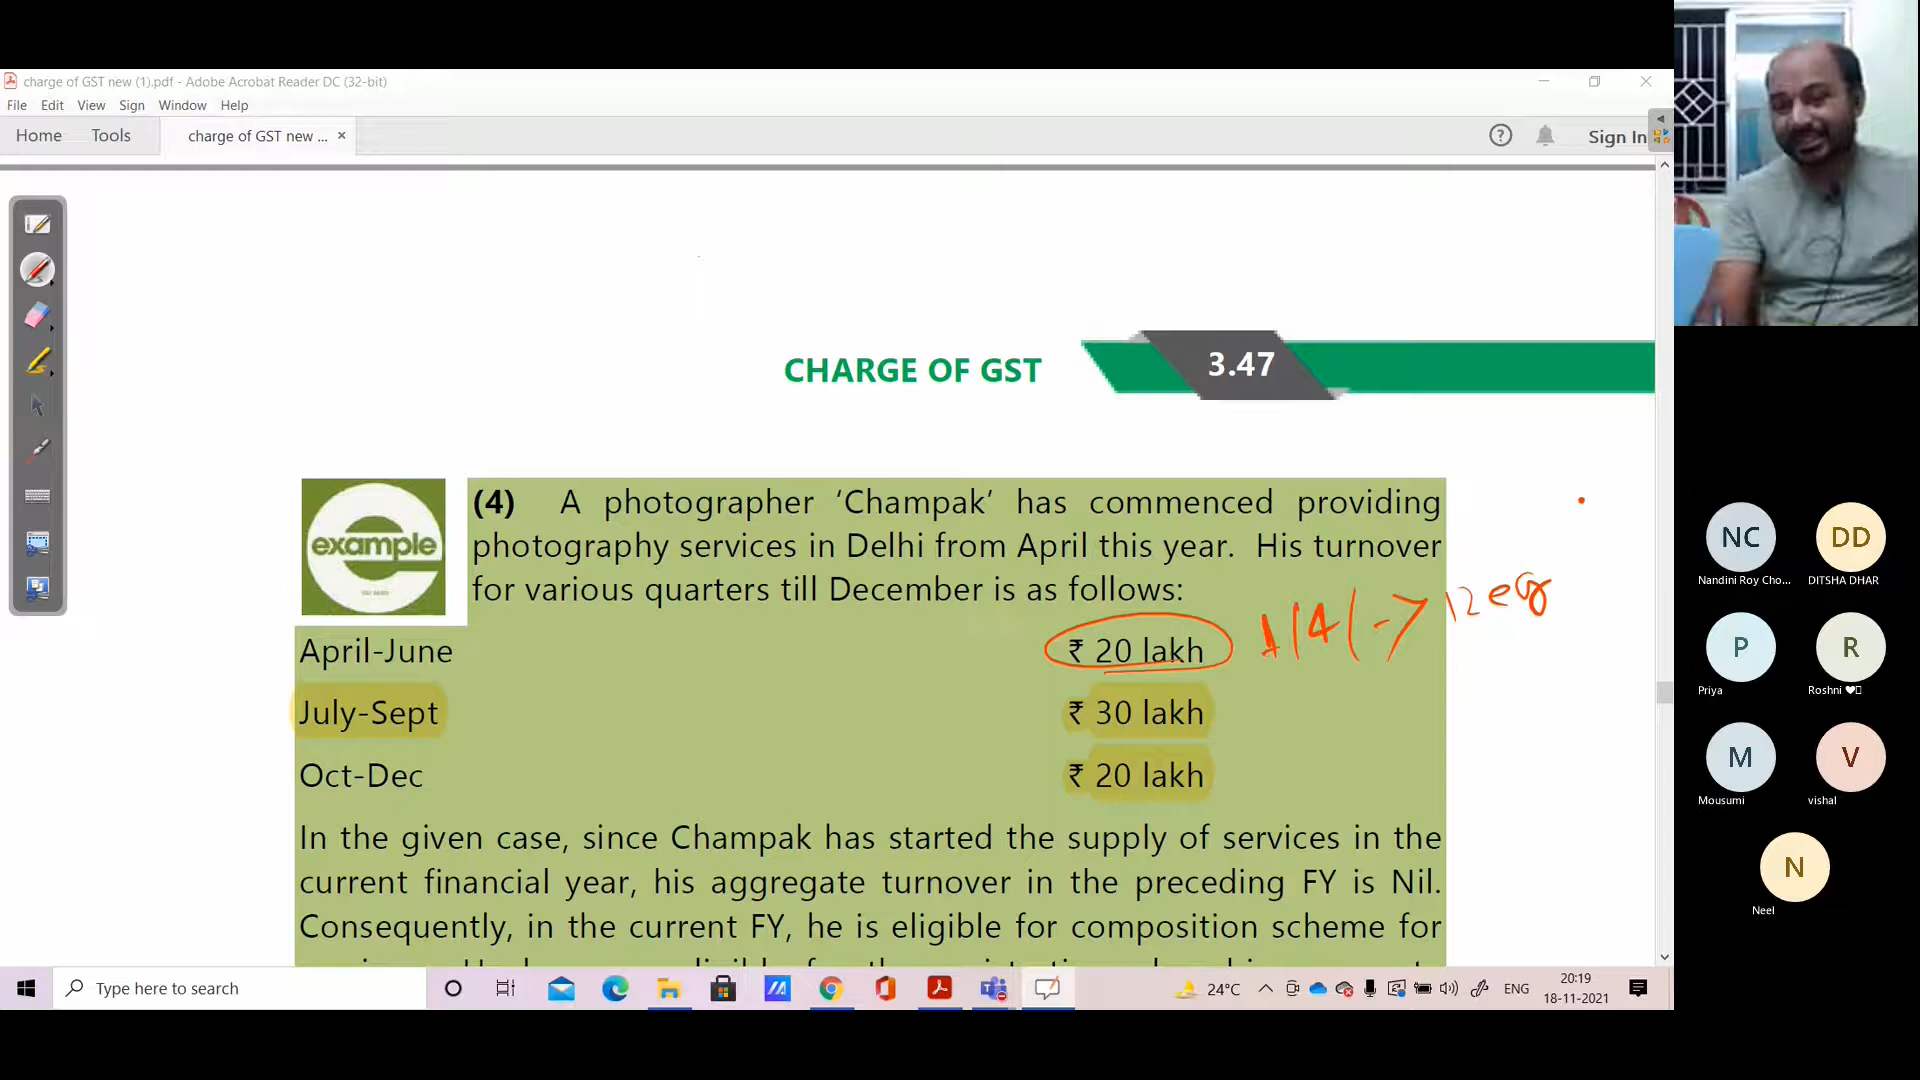 charge of GST new (1).pdf - Adobe Acrobat Reader DC (32-bit)
File Edit View Sign Window Help
Home Tools charge of GST new ... × Sign In
CHARGE OF GST 3.47
example
(4) A photographer ‘Champak’ has commenced providing
photography services in Delhi from April this year. His turnover
for various quarters till December is as follows:
April-June ₹ 20 lakh
July-Sept ₹ 30 lakh
Oct-Dec ₹ 20 lakh
In the given case, since Champak has started the supply of services in the
current financial year, his aggregate turnover in the preceding FY is Nil.
Consequently, in the current FY, he is eligible for composition scheme for
NC DD
Nandini Roy Cho... DITSHA DHAR
P R
Priya Roshni
M V
Mousumi vishal
N
Neel
Type here to search
24°C ENG 20:19
18-11-2021